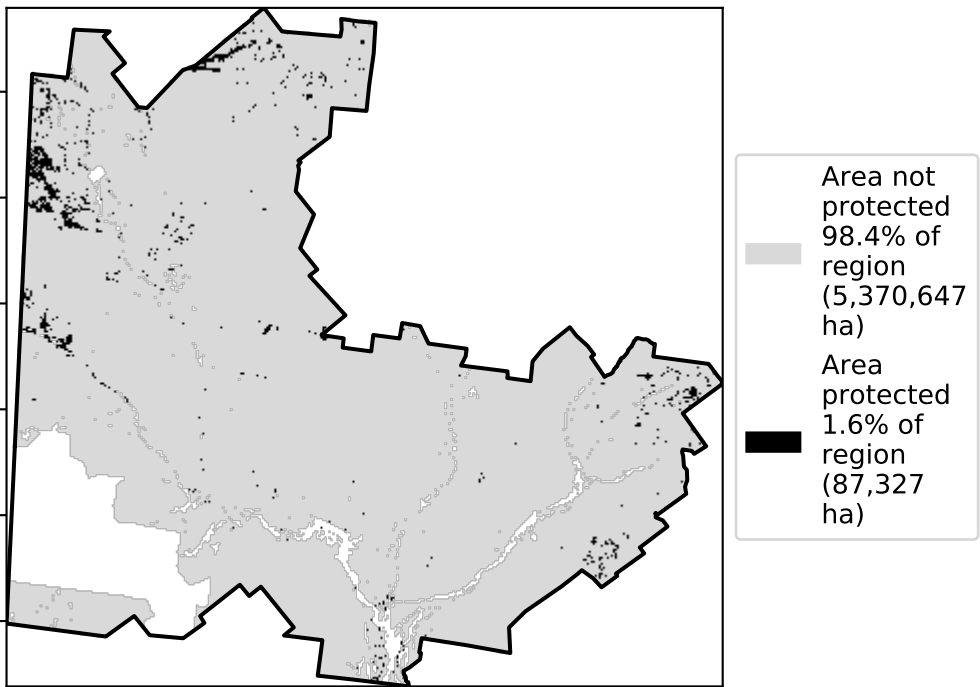 Area not
protected
98.4% of
region
(5,370,647
ha)
Area
protected
1.6% of
region
(87,327
ha)